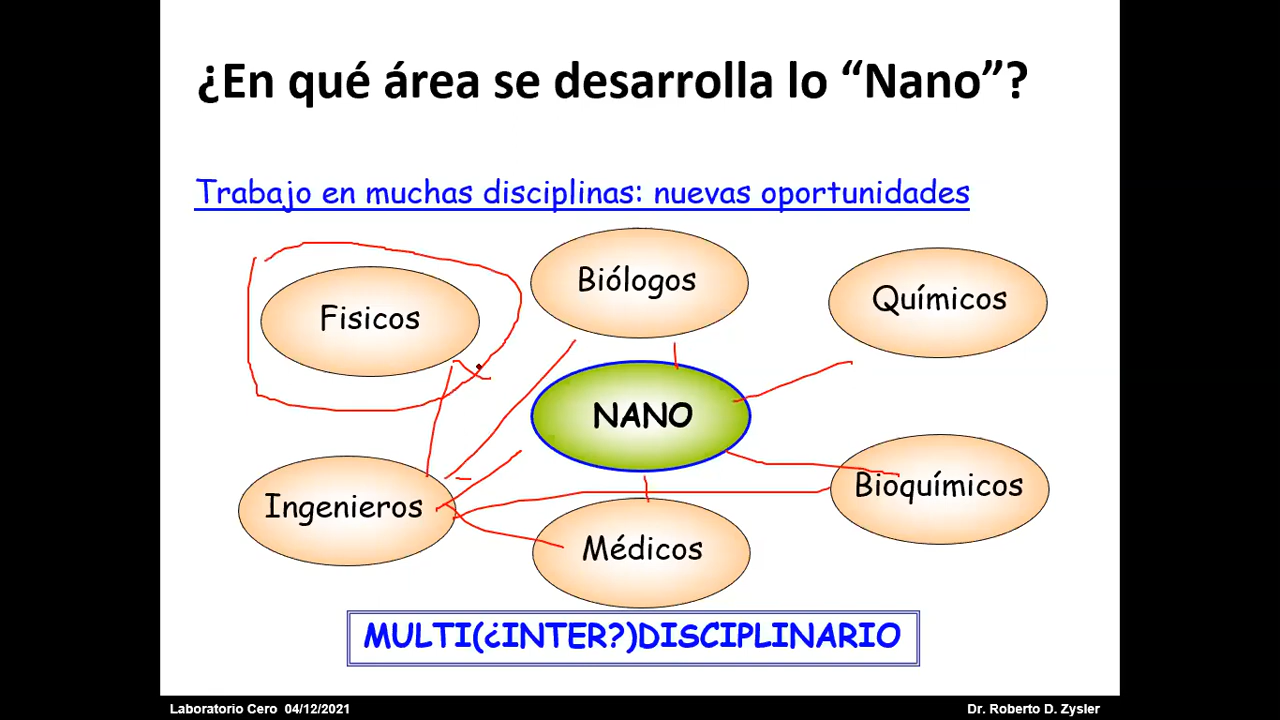 ¿En qué área se desarrolla lo “Nano”?
Trabajo en muchas disciplinas: nuevas oportunidades
Biólogos
Químicos
Fisicos
NANO
Ingenieros
Bioquímicos
Médicos
MULTI(¿INTER?)DISCIPLINARIO
Laboratorio Cero 04/12/2021
Dr. Roberto D. Zysler